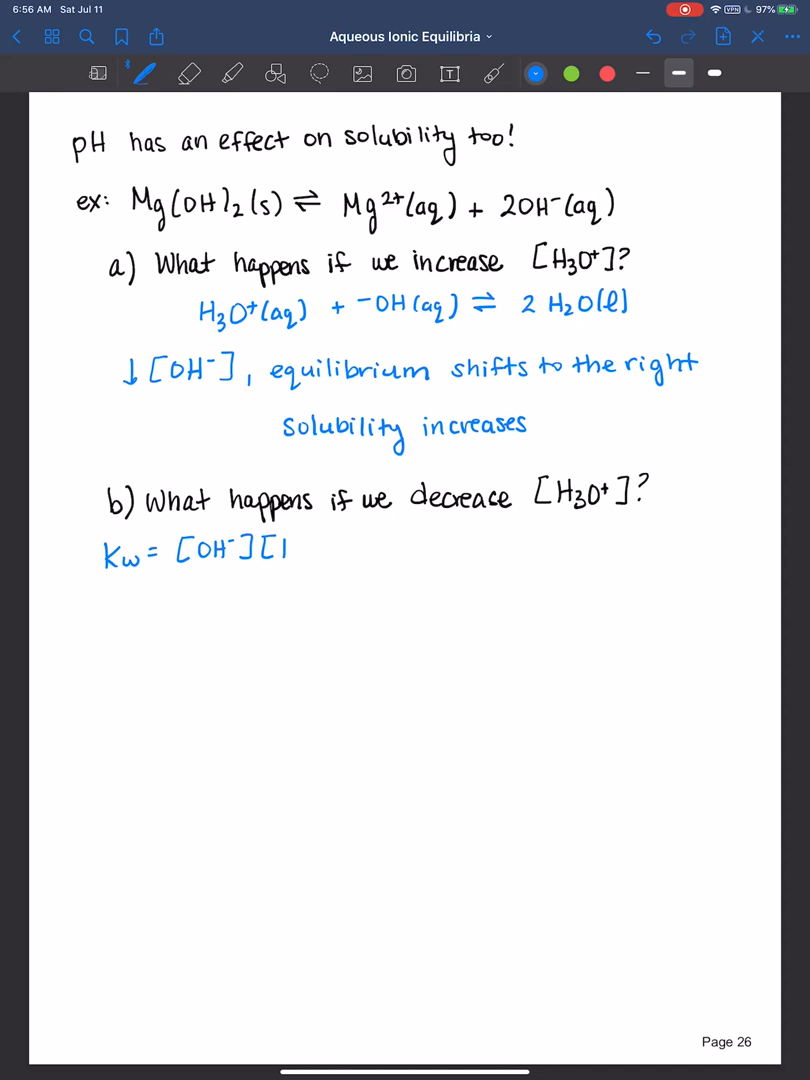 6:56 AM Sat Jul 11
VPN 97%
Aqueous Ionic Equilibria
T
pH has an effect on solubility too!
ex: Mg(OH)2(s) ⇌ Mg2+(aq) + 2OH-(aq)
a) What happens if we increase [H3O+]?
H3O+(aq) + -OH(aq) ⇌ 2 H2O(l)
↓[OH-], equilibrium shifts to the right
solubility increases
b) What happens if we decrease [H3O+]?
Kw = [OH-][
Page 26